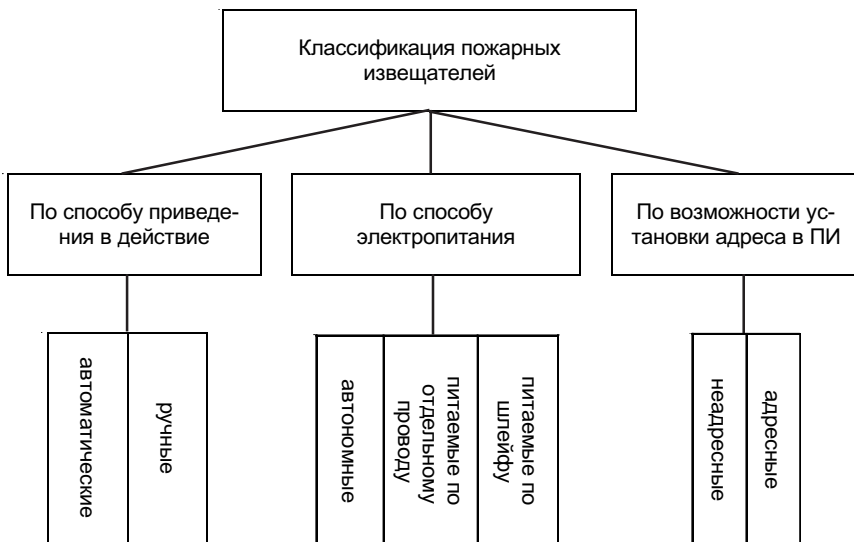 Классификация пожарных
извещателей
По способу приведе-
ния в действие
По способу
электропитания
По возможности ус-
тановки адреса в ПИ
автоматические
ручные
автономные
питаемые по
отдельному
проводу
питаемые по
шлейфу
неадресные
адресные